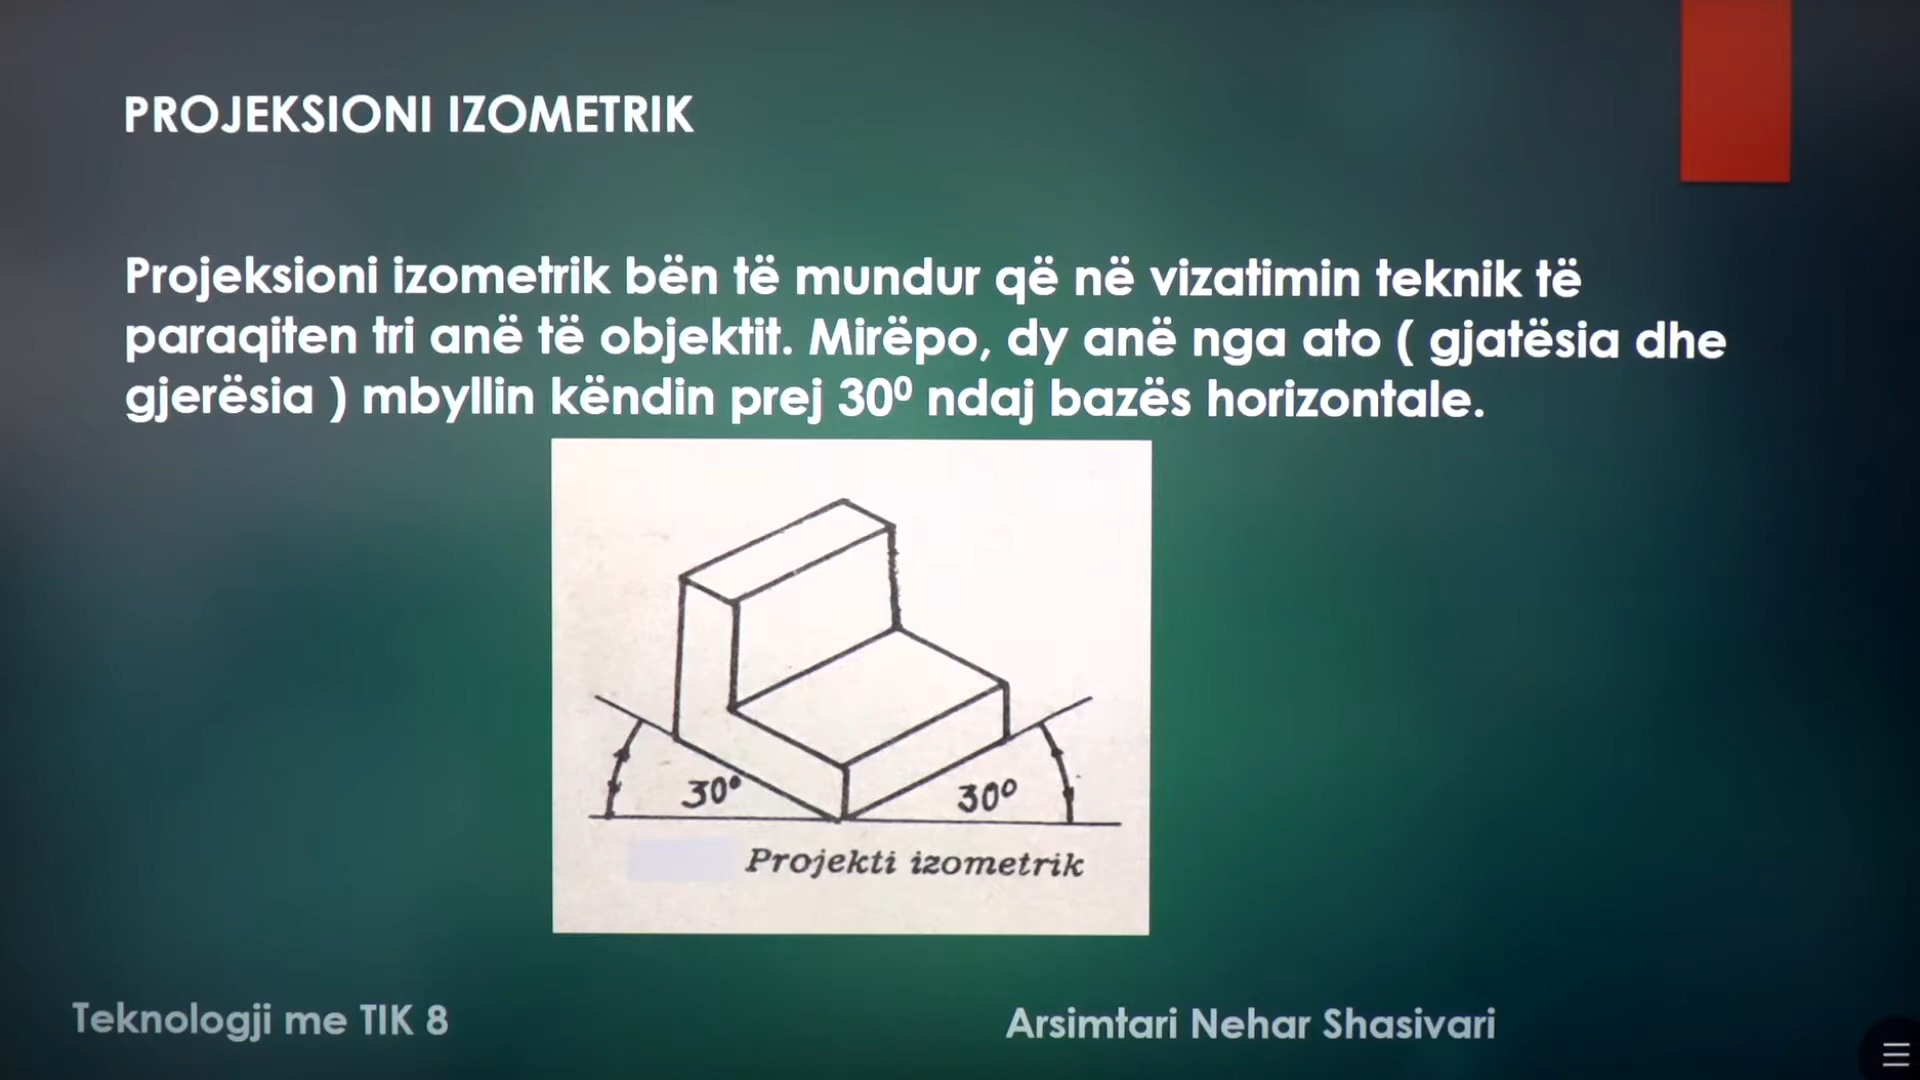 PROJEKSIONI IZOMETRIK
Projeksioni izometrik bën të mundur që në vizatimin teknik të
paraqiten tri anë të objektit. Mirëpo, dy anë nga ato ( gjatësia dhe
gjerësia ) mbyllin këndin prej 30⁰ ndaj bazës horizontale.
30° 30⁰
Projekti izometrik
Teknologji me TIK 8
Arsimtari Nehar Shasivari